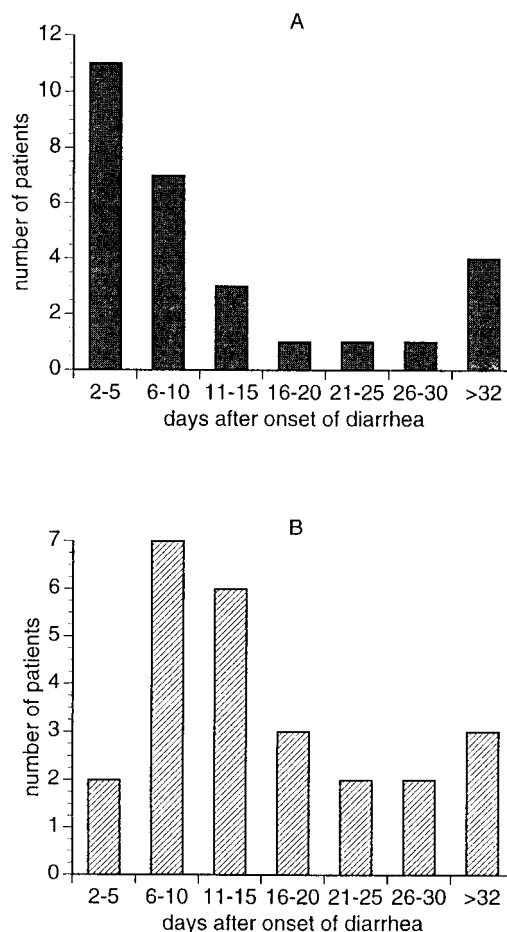 A
number of patients
12
10
8
6
4
2
0
2-5 6-10 11-15 16-20 21-25 26-30 >32
days after onset of diarrhea
B
number of patients
7
6
5
7
3
2
1
0
2-5 6-10 11-15 16-20 21-25 26-30 >32
days after onset of diarrhea